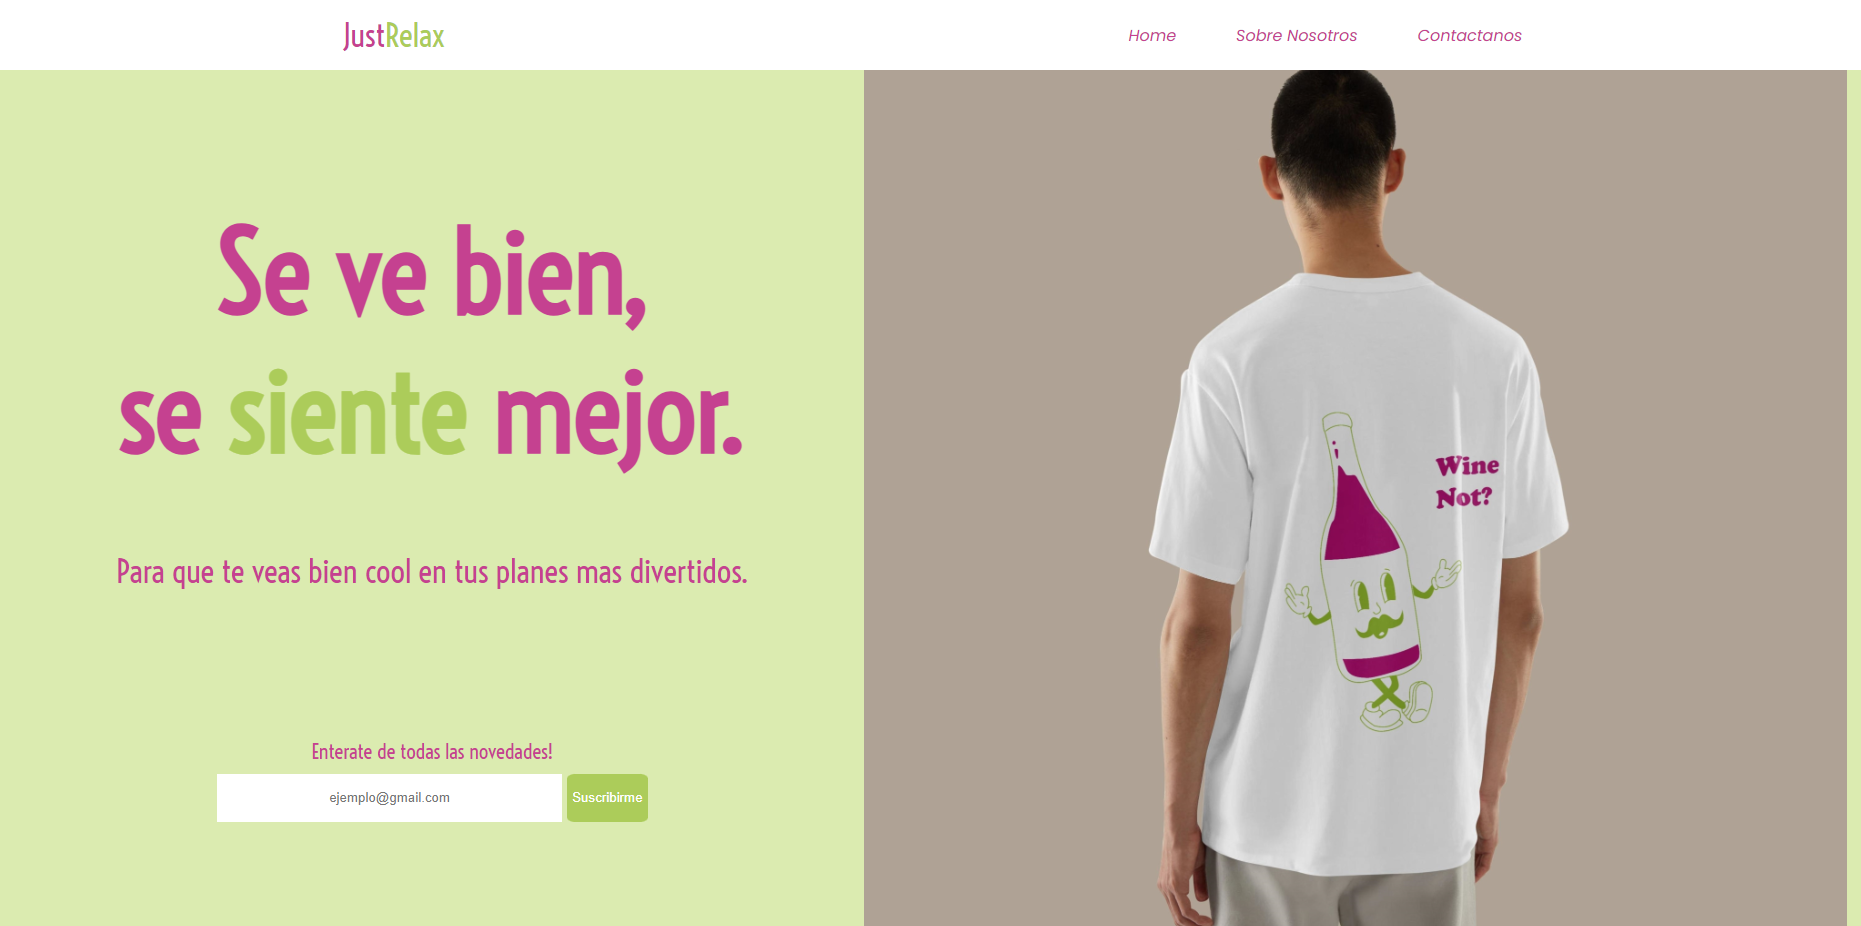 JustRelax
Home
Sobre Nosotros
Contactanos
Se ve bien,
se siente mejor.
Para que te veas bien cool en tus planes mas divertidos.
Enterate de todas las novedades!
ejemplo@gmail.com
Suscribirme
Wine
Not?